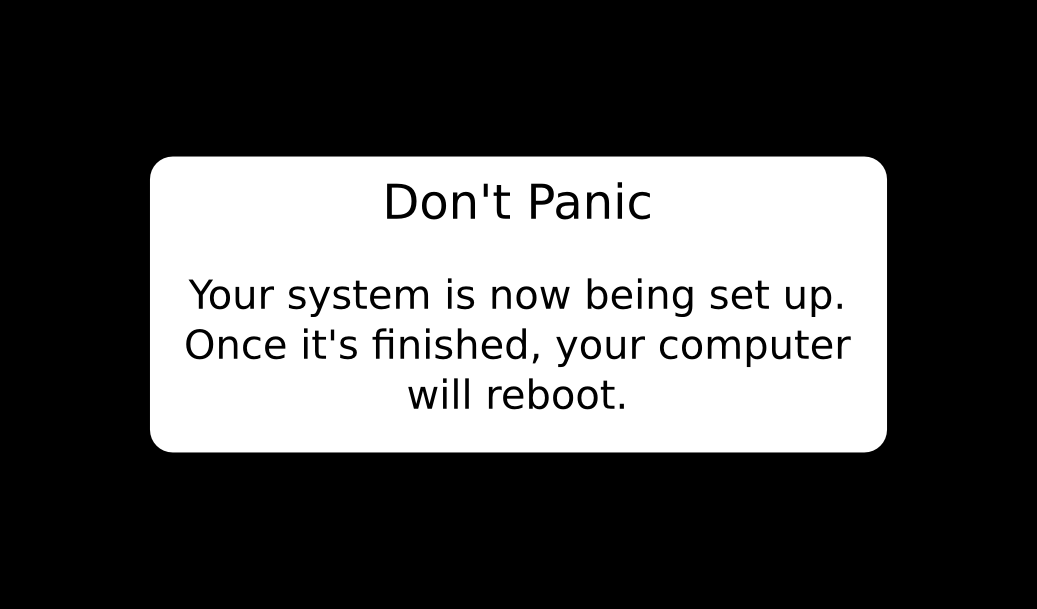 Don't Panic
Your system is now being set up.
Once it's finished, your computer
will reboot.